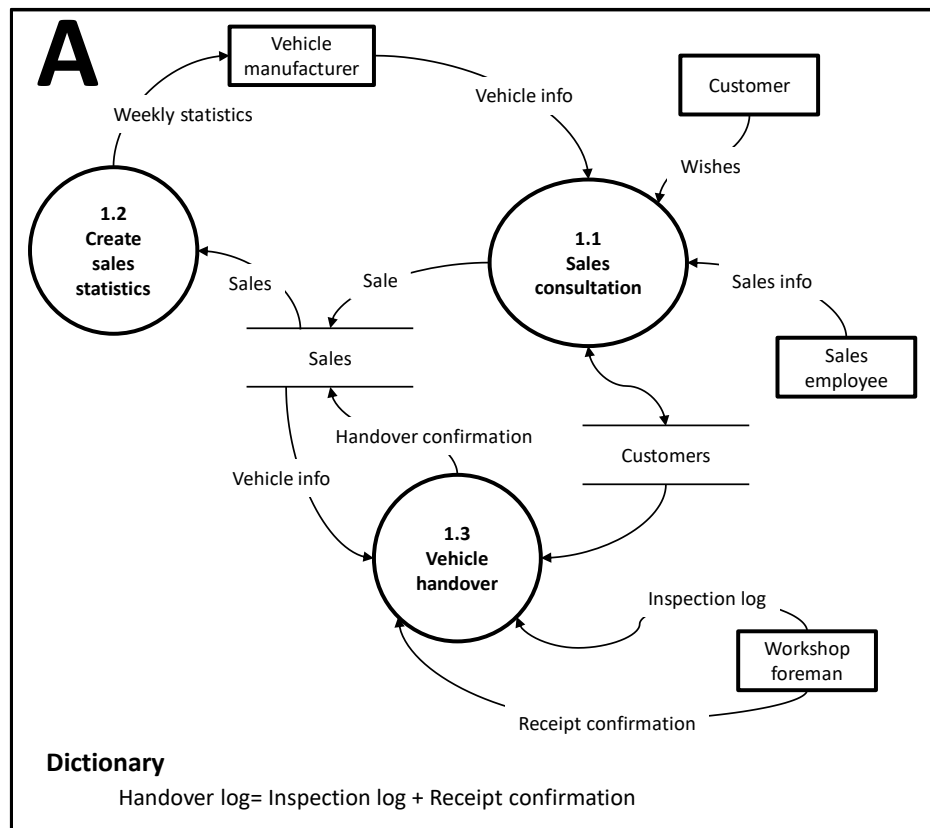 A
Vehicle
manufacturer
Customer
Vehicle info
Weekly statistics
Wishes
1.2
Create
sales
statistics
1.1
Sales
consultation
Sales
Sale
Sales info
Sales
Sales
employee
Handover confirmation
Customers
Vehicle info
1.3
Vehicle
handover
Inspection log
Workshop
foreman
Receipt confirmation
Dictionary
Handover log= Inspection log + Receipt confirmation